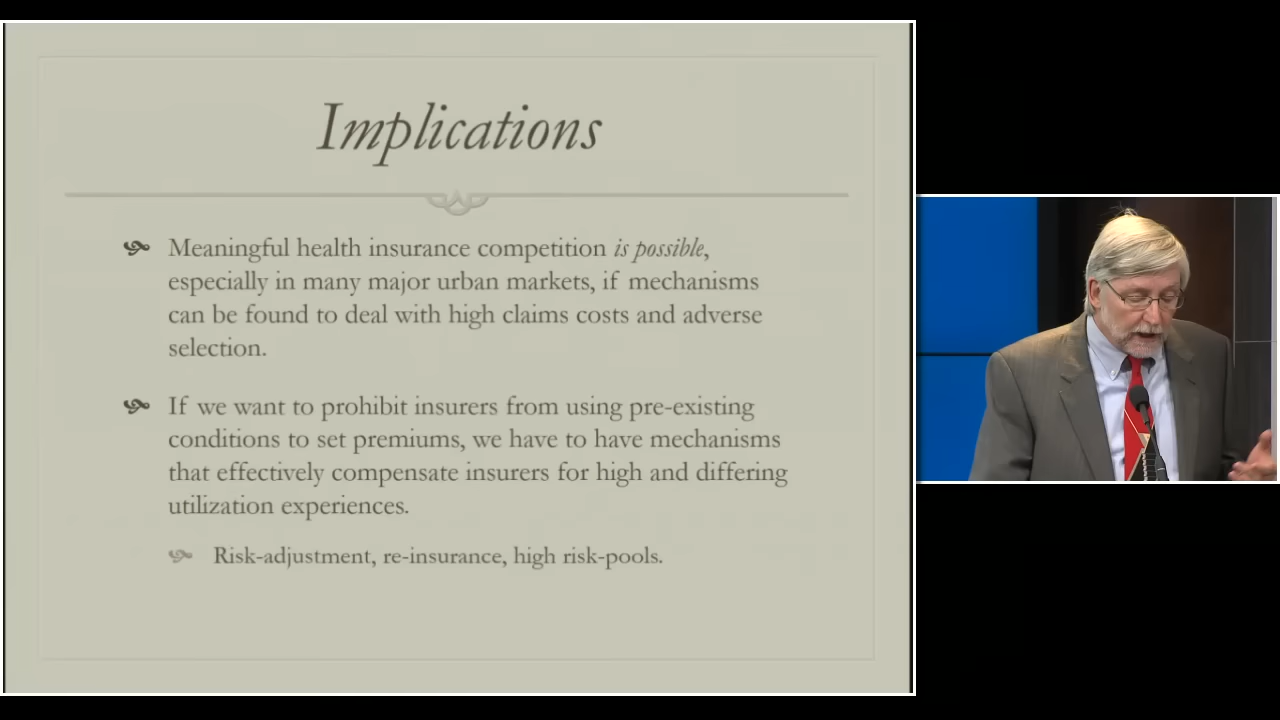 Implications
Meaningful health insurance competition is possible,
especially in many major urban markets, if mechanisms
can be found to deal with high claims costs and adverse
selection.
If we want to prohibit insurers from using pre-existing
conditions to set premiums, we have to have mechanisms
that effectively compensate insurers for high and differing
utilization experiences.
Risk-adjustment, re-insurance, high risk-pools.